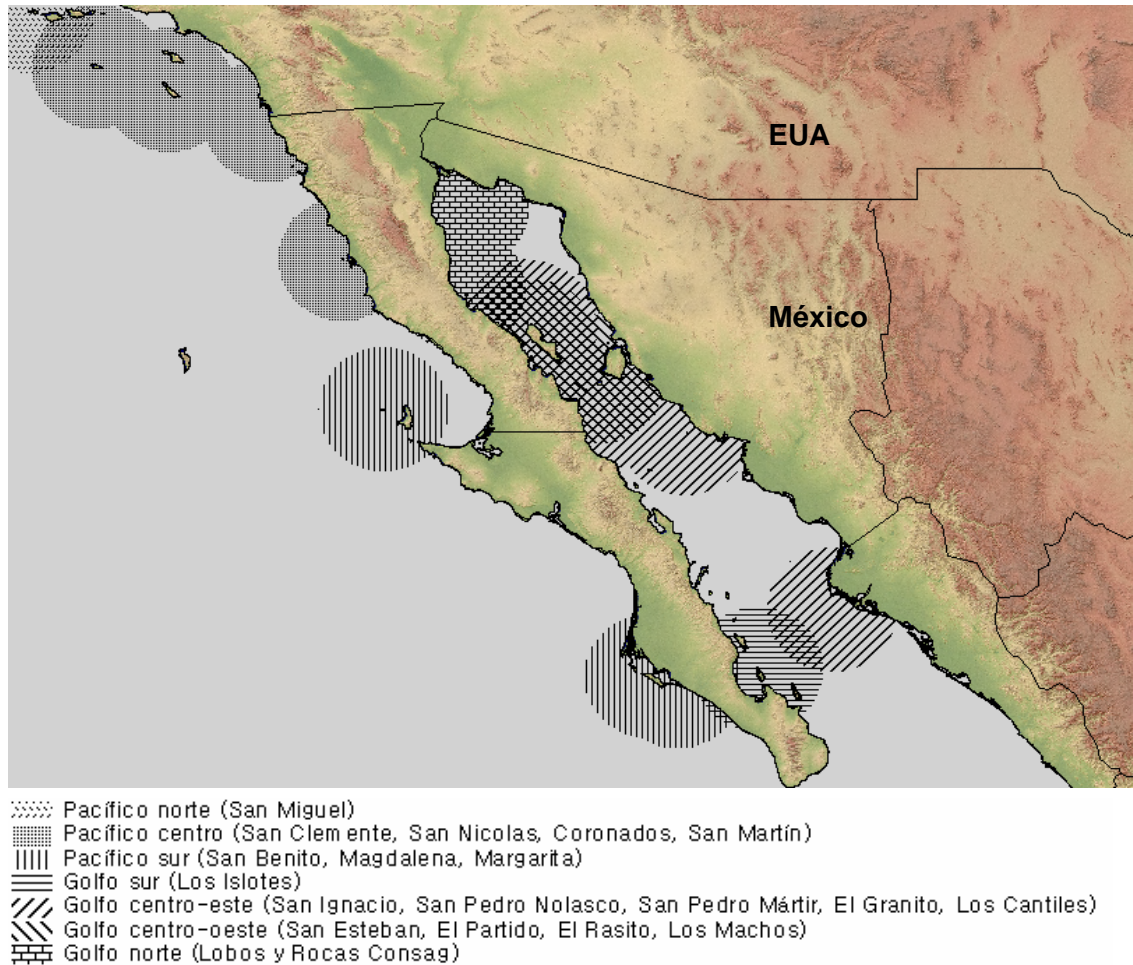 EUA
México
Pacífico norte (San Miguel)
Pacífico centro (San Clemente, San Nicolas, Coronados, San Martín)
Pacífico sur (San Benito, Magdalena, Margarita)
Golfo sur (Los Islotes)
Golfo centro-este (San Ignacio, San Pedro Nolasco, San Pedro Mártir, El Granito, Los Cantiles)
Golfo centro-oeste (San Esteban, El Partido, El Rasito, Los Machos)
Golfo norte (Lobos y Rocas Consag)